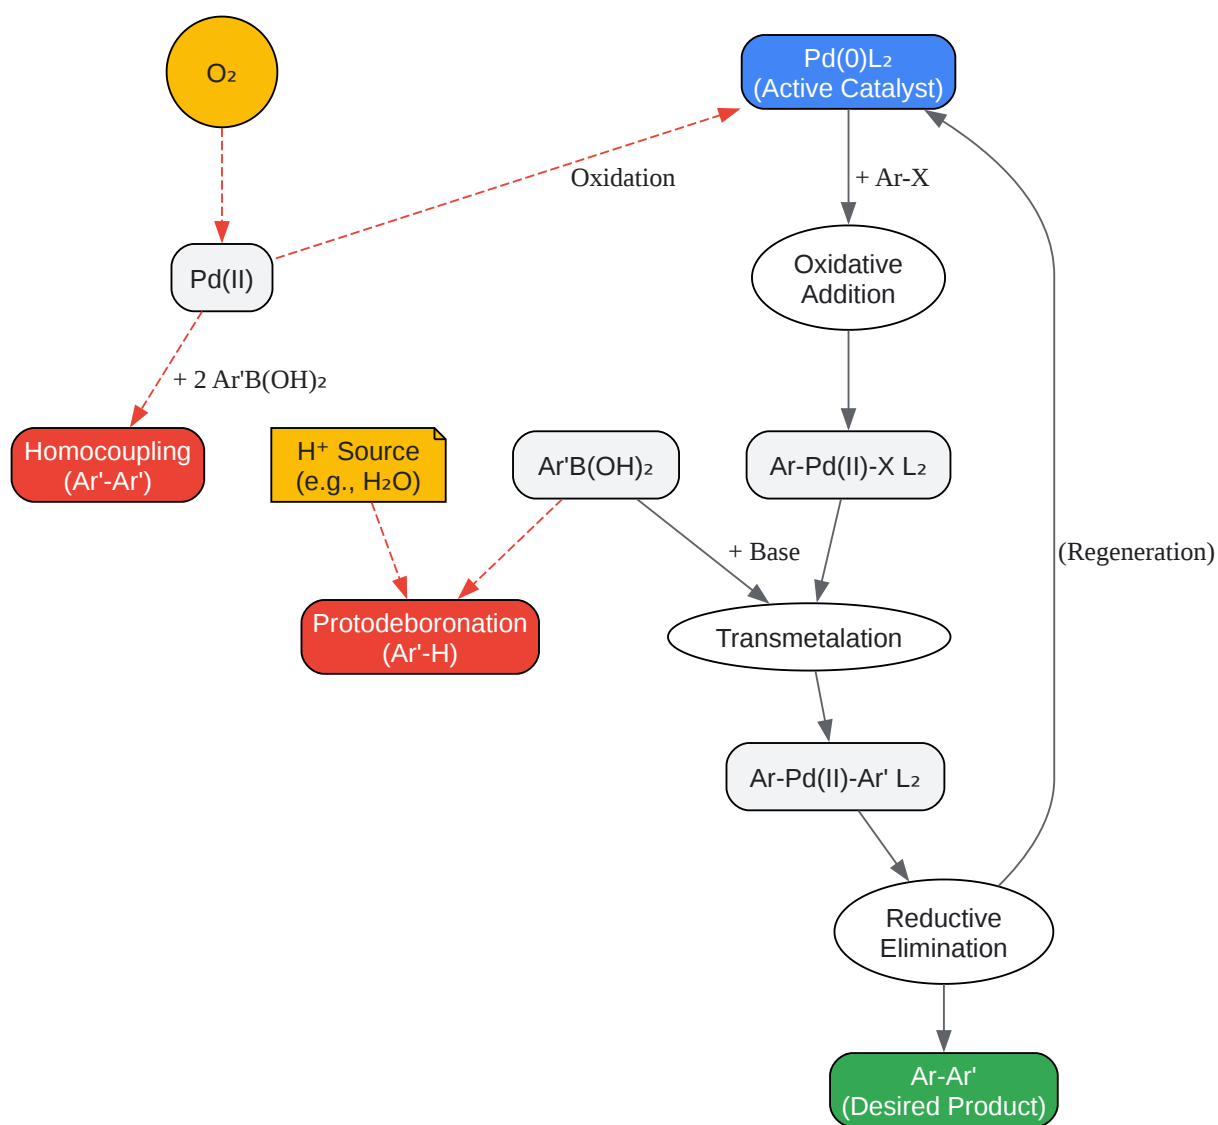 O₂
Pd(0)L₂
(Active Catalyst)
Oxidation
+ Ar-X
Pd(II)
Oxidative
Addition
+ 2 Ar'B(OH)₂
Homocoupling
(Ar'-Ar')
H⁺ Source
(e.g., H₂O)
Ar'B(OH)₂
Ar-Pd(II)-X L₂
+ Base
(Regeneration)
Protodeboronation
(Ar'-H)
Transmetalation
Ar-Pd(II)-Ar' L₂
Reductive
Elimination
Ar-Ar'
(Desired Product)